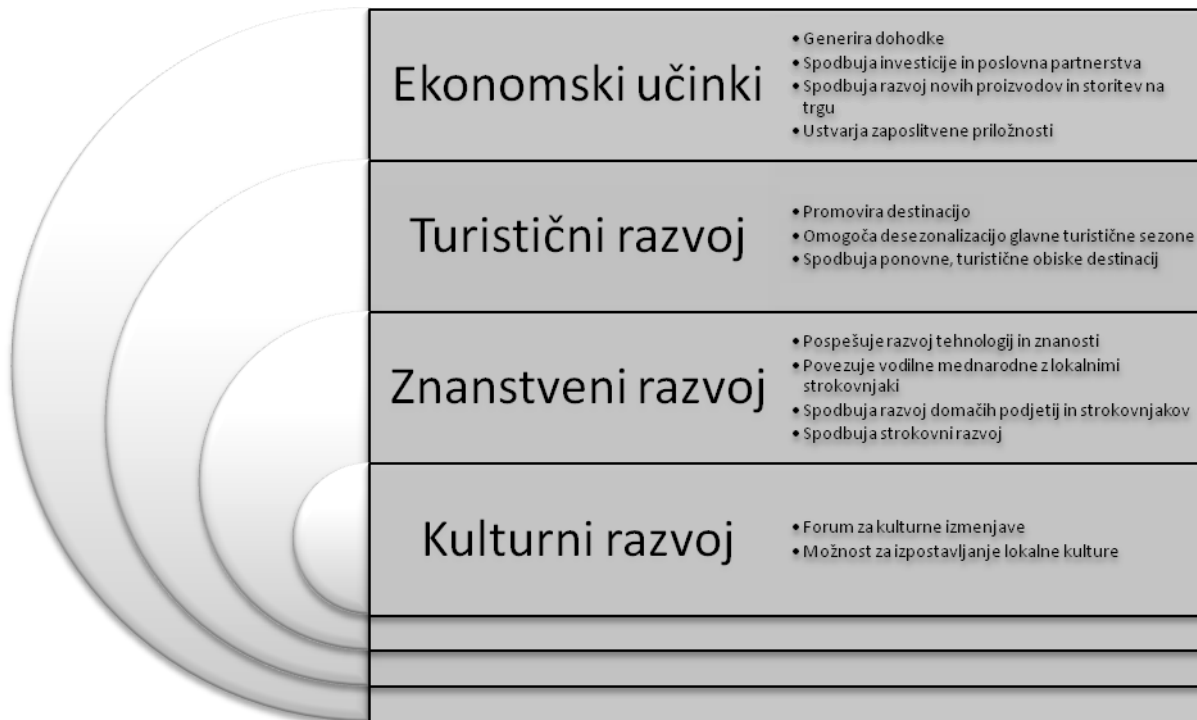 Ekonomski učinki
• Generira dohodke
• Spodbuja investicije in poslovna partnerstva
• Spodbuja razvoj novih proizvodov in storitev na
trgu
• Ustvarja zaposlitvene priložnosti
Turistični razvoj
• Promovira destinacijo
• Omogoča desezonalizacijo glavne turistične sezone
• Spodbuja ponovne, turistične obiske destinacij
Znanstveni razvoj
• Pospešuje razvoj tehnologij in znanosti
• Povezuje vodilne mednarodne z lokalnimi
strokovnjaki
• Spodbuja razvoj domačih podjetij in strokovnjakov
• Spodbuja strokovni razvoj
Kulturni razvoj
• Forum za kulturne izmenjave
• Možnost za izpostavljanje lokalne kulture